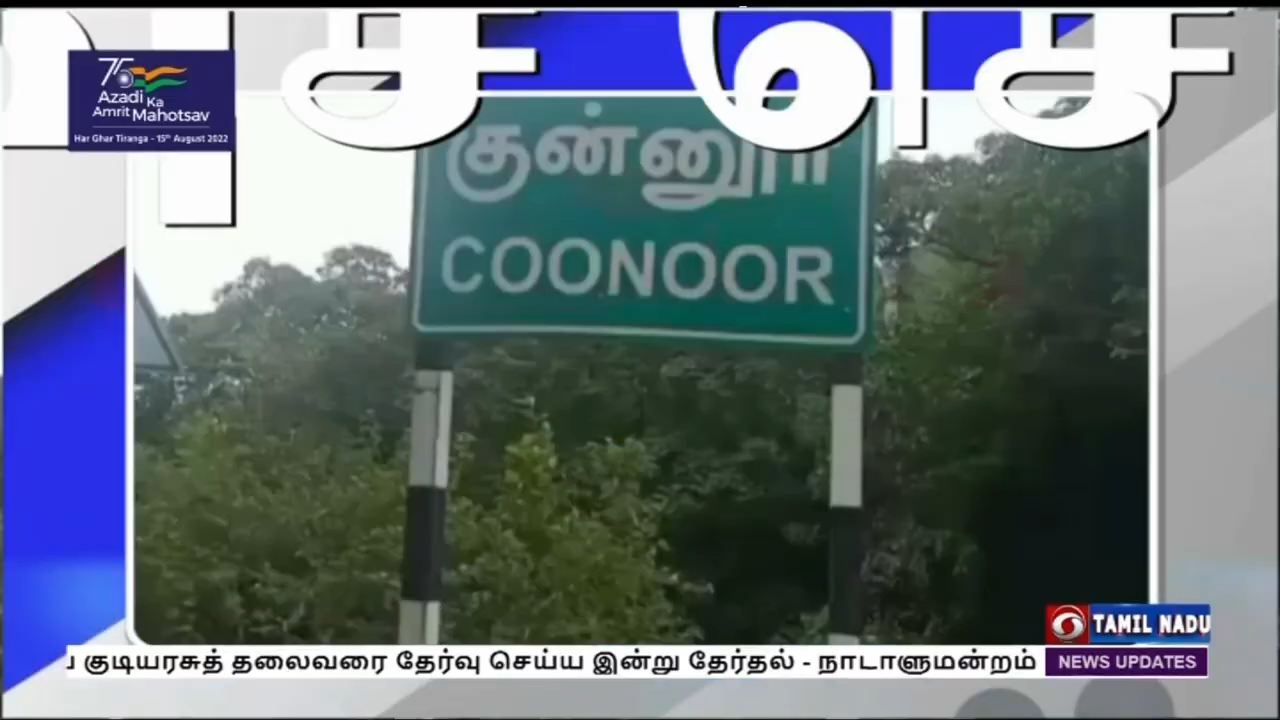 75
Azadi
Ka
Amrit Mahotsav
Har Ghar Tiranga - 15th August 2022
குன்னூர்
COONOOR
TAMIL NADU
குடியரசுத் தலைவரை தேர்வு செய்ய இன்று தேர்தல் - நாடாளுமன்றம்
NEWS UPDATES